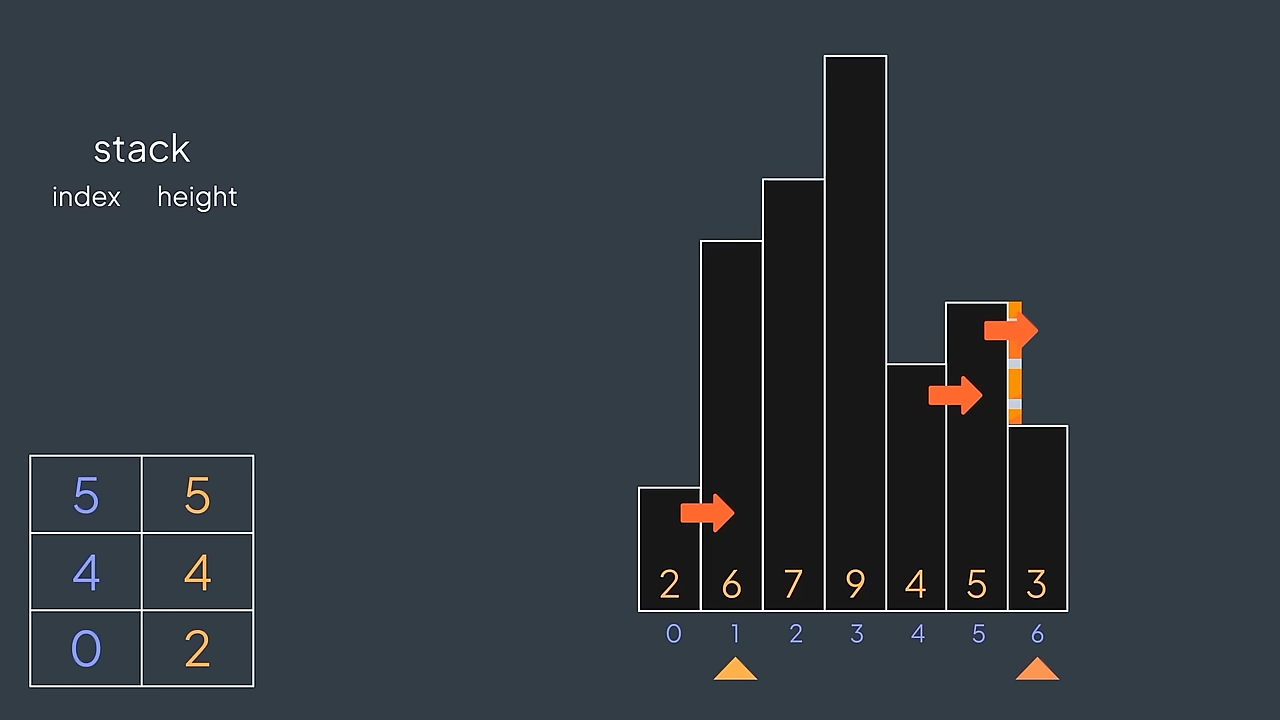 stack
index height
5 5
4 4
0 2
2 6 7 9 4 5 3
0 1 2 3 4 5 6